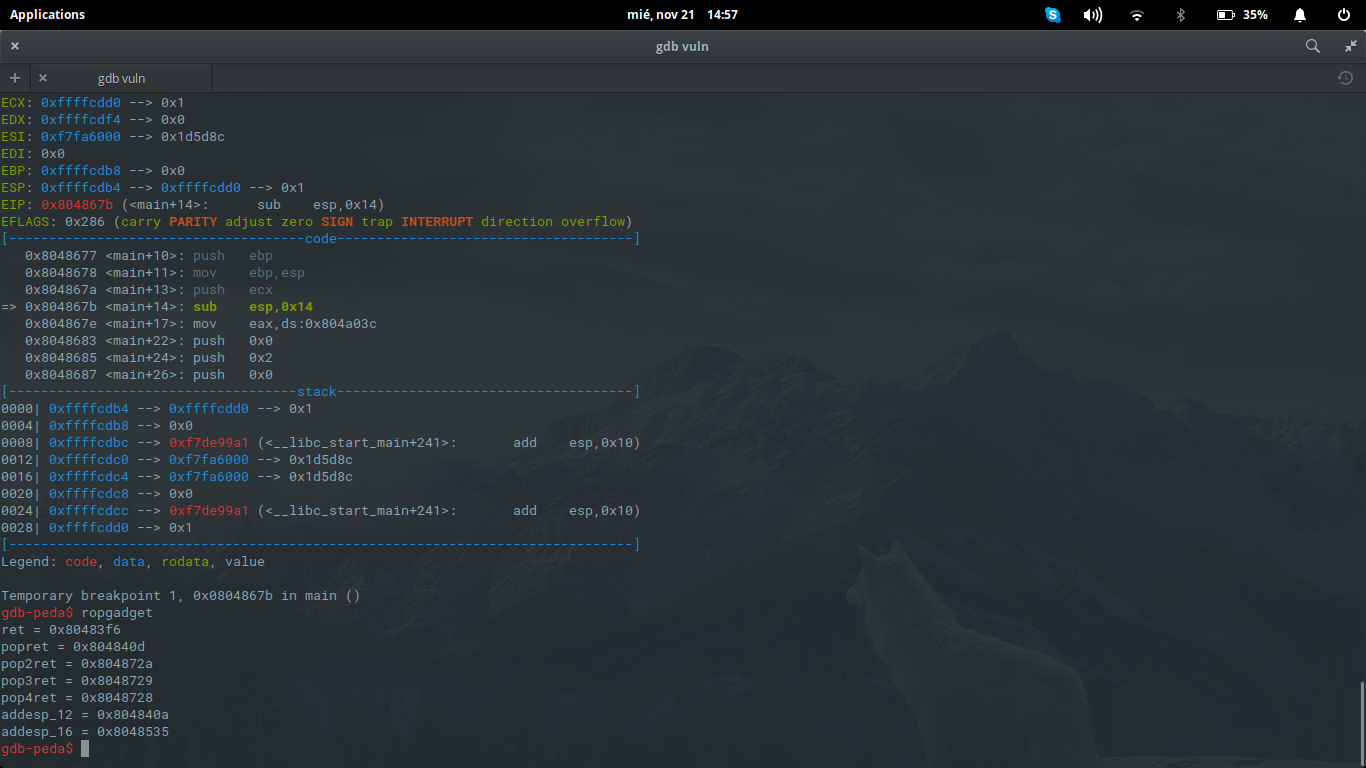 Applications mié, nov 21 14:57 35%
gdb vuln
gdb vuln
ECX: 0xffffcdd0 --> 0x1
EDX: 0xffffcdf4 --> 0x0
ESI: 0xf7fa6000 --> 0x1d5d8c
EDI: 0x0
EBP: 0xffffcdb8 --> 0x0
ESP: 0xffffcdb4 --> 0xffffcdd0 --> 0x1
EIP: 0x804867b (<main+14>: sub esp,0x14)
EFLAGS: 0x286 (carry PARITY adjust zero SIGN trap INTERRUPT direction overflow)
[-------------------------------------code-------------------------------------]
0x8048677 <main+10>: push ebp
0x8048678 <main+11>: mov ebp,esp
0x804867a <main+13>: push ecx
=> 0x804867b <main+14>: sub esp,0x14
0x804867e <main+17>: mov eax,ds:0x804a03c
0x8048683 <main+22>: push 0x0
0x8048685 <main+24>: push 0x2
0x8048687 <main+26>: push 0x0
[------------------------------------stack-------------------------------------]
0000| 0xffffcdb4 --> 0xffffcdd0 --> 0x1
0004| 0xffffcdb8 --> 0x0
0008| 0xffffcdbc --> 0xf7de99a1 (<__libc_start_main+241>: add esp,0x10)
0012| 0xffffcdc0 --> 0xf7fa6000 --> 0x1d5d8c
0016| 0xffffcdc4 --> 0xf7fa6000 --> 0x1d5d8c
0020| 0xffffcdc8 --> 0x0
0024| 0xffffcdcc --> 0xf7de99a1 (<__libc_start_main+241>: add esp,0x10)
0028| 0xffffcdd0 --> 0x1
[------------------------------------------------------------------------------]
Legend: code, data, rodata, value
Temporary breakpoint 1, 0x0804867b in main ()
gdb-peda$ ropgadget
ret = 0x80483f6
popret = 0x804840d
pop2ret = 0x804872a
pop3ret = 0x8048729
pop4ret = 0x8048728
addesp_12 = 0x804840a
addesp_16 = 0x8048535
gdb-peda$